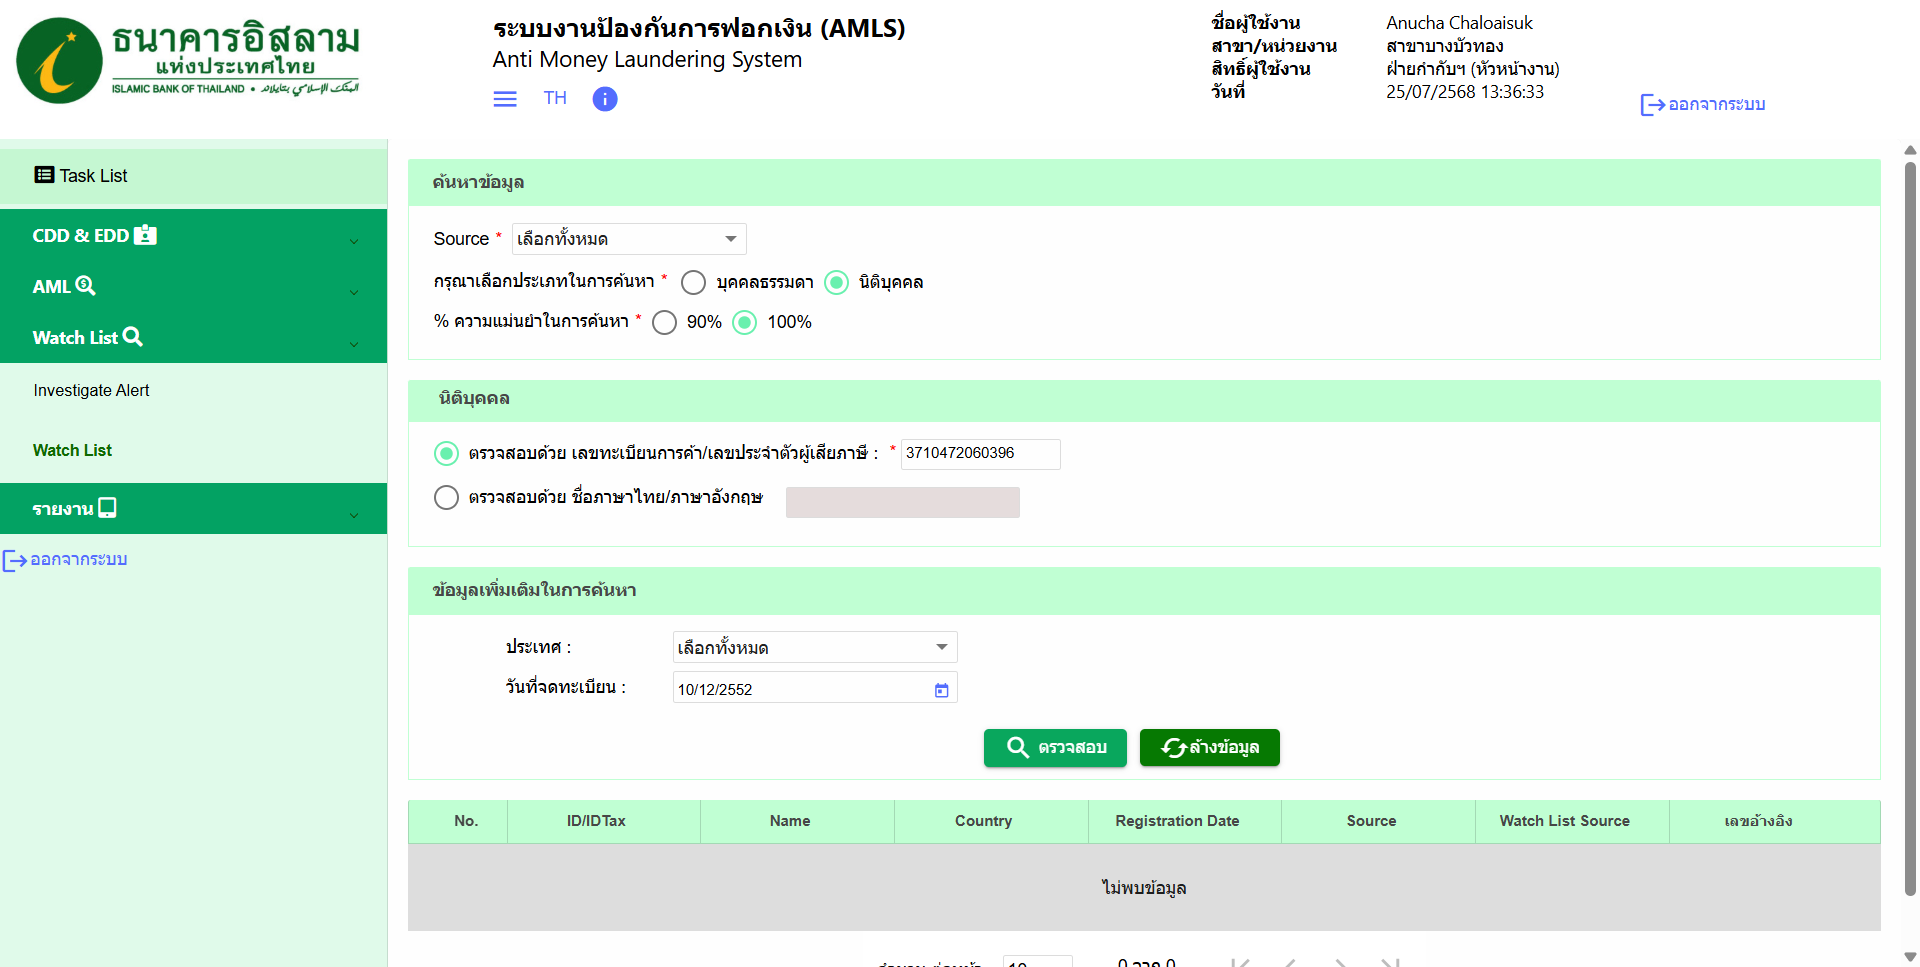 ธนาคารอิสลาม
แห่งประเทศไทย
ISLAMIC BANK OF THAILAND • البنك الإسلامي بتايلاند
ระบบงานป้องกันการฟอกเงิน (AMLS)
Anti Money Laundering System
TH
ชื่อผู้ใช้งาน Anucha Chaloaisuk
สาขา/หน่วยงาน สาขาบางบัวทอง
สิทธิ์ผู้ใช้งาน ฝ่ายกำกับฯ (หัวหน้างาน)
วันที่ 25/07/2568 13:36:33
ออกจากระบบ
Task List
CDD & EDD
AML
Watch List
Investigate Alert
Watch List
รายงาน
ออกจากระบบ
ค้นหาข้อมูล
Source * เลือกทั้งหมด
กรุณาเลือกประเภทในการค้นหา * บุคคลธรรมดา นิติบุคคล
% ความแม่นยำในการค้นหา * 90% 100%
นิติบุคคล
ตรวจสอบด้วย เลขทะเบียนการค้า/เลขประจำตัวผู้เสียภาษี : * 3710472060396
ตรวจสอบด้วย ชื่อภาษาไทย/ภาษาอังกฤษ
ข้อมูลเพิ่มเติมในการค้นหา
ประเทศ : เลือกทั้งหมด
วันที่จดทะเบียน : 10/12/2552
ตรวจสอบ ล้างข้อมูล
No. ID/IDTax Name Country Registration Date Source Watch List Source เลขอ้างอิง
ไม่พบข้อมูล
10 0 จาก 0